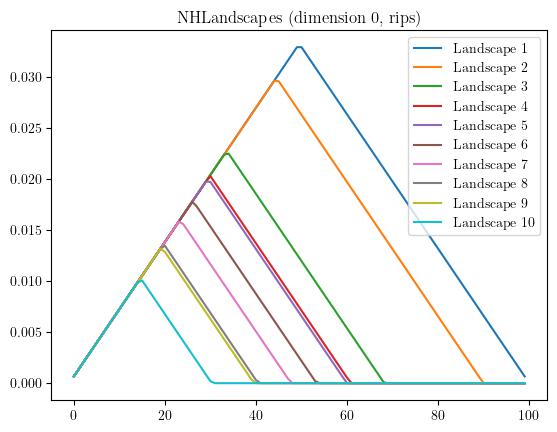 NHLandscapes (dimension 0, rips)
Landscape 1
Landscape 2
Landscape 3
Landscape 4
Landscape 5
Landscape 6
Landscape 7
Landscape 8
Landscape 9
Landscape 10
0.030
0.025
0.020
0.015
0.010
0.005
0.000
0 20 40 60 80 100